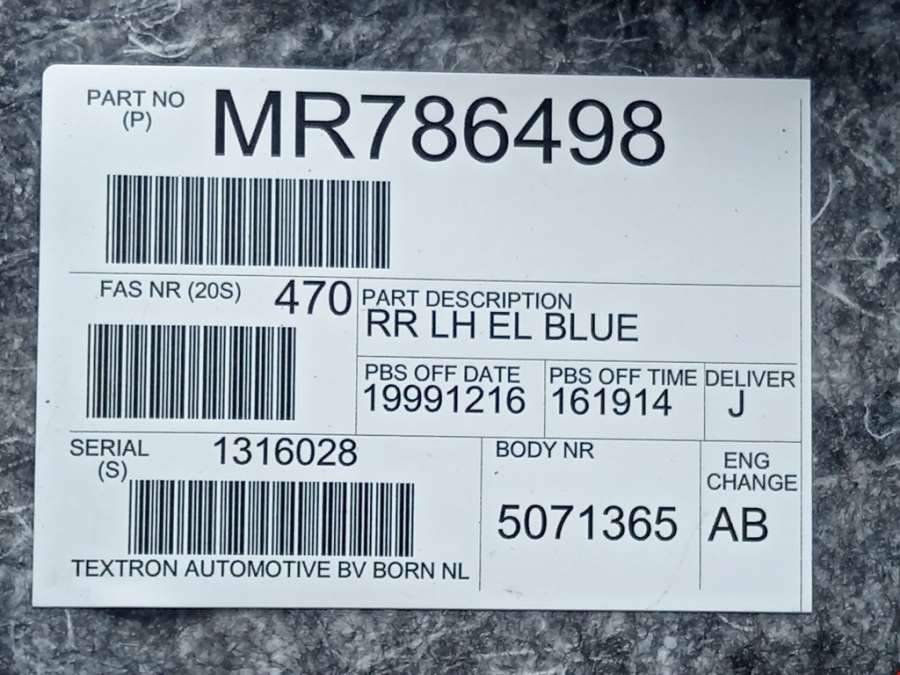 PART NO
(P)
MR786498
FAS NR (20S)
470
PART DESCRIPTION
RR LH EL BLUE
PBS OFF DATE
19991216
PBS OFF TIME
161914
DELIVER
J
SERIAL
(S)
1316028
BODY NR
5071365
ENG
CHANGE
AB
TEXTRON AUTOMOTIVE BV BORN NL